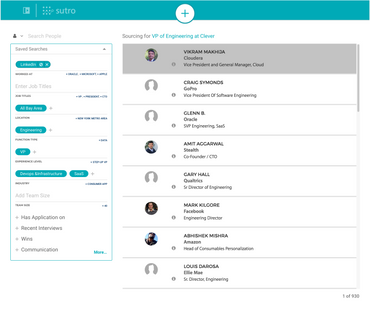 sutro
Search People
Sourcing for VP of Engineering at Clever
Saved Searches
LinkedIn
WORKED AT
+ ORACLE
Enter Job Titles
JOB TITLES
+ VP + PRESIDENT + CTO
All Bay Area
LOCATION
+ ADD YOUR METRO AREA
Engineering
FUNCTION TYPE
VP
EXPERIENCE LEVEL
+ STEP UP VP
Devops &Infrastructure
SaaS
INDUSTRY
+ CONSUMER APP
Add Team Size
TEAM SIZE
+ Has Application on
+ Recent Interviews
+ Wins
+ Communication
More...
VIKRAM MAKHIJA
Cloudera
Vice President and General Manager, Cloud
CRAIG SYMONDS
GoPro
Vice President Of Software Engineering
GLENN B.
Oracle
SVP Engineering, SaaS
AMIT AGGARWAL
Stealth
Co-Founder / CTO
GARY HALL
Qualtrics
Sr Director of Engineering
MARK KILGORE
Facebook
Engineering Director
ABHISHEK MISHRA
Amazon
Head of Consumables Personalization
LOUIS DAROSA
Ellie Mae
Sr. Director, Engineering
1 of 930